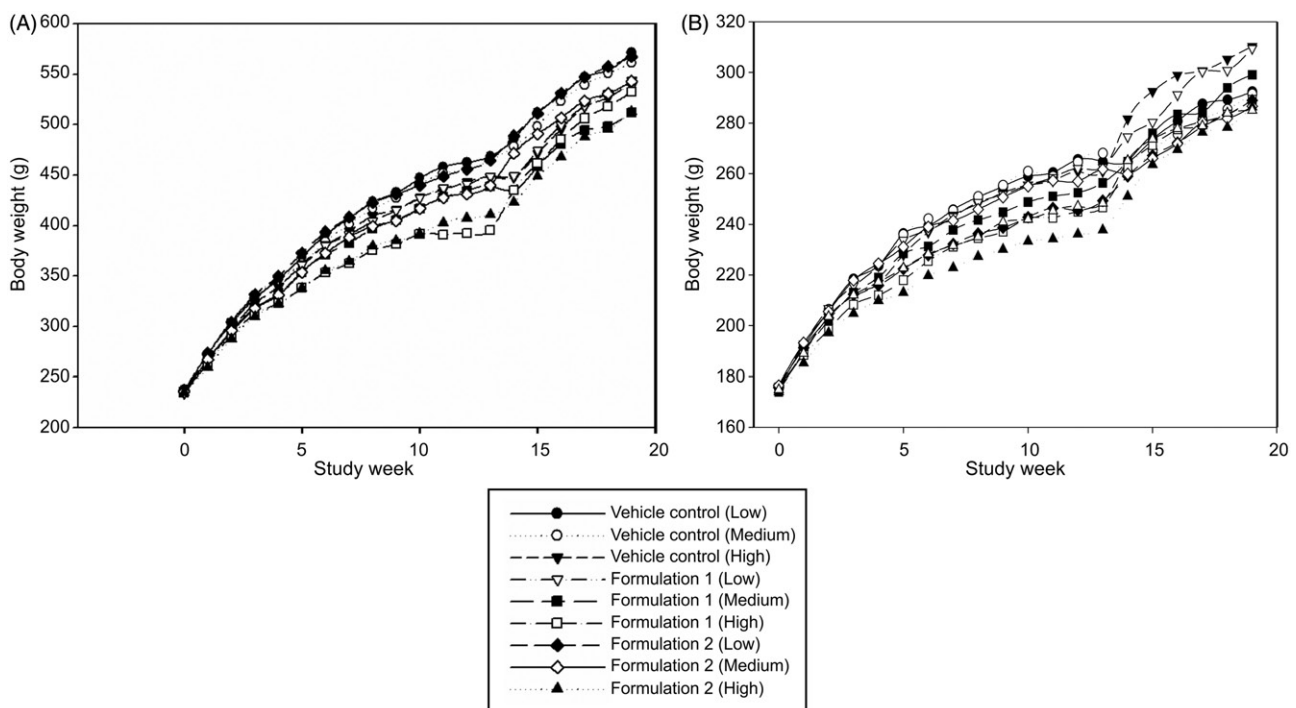 (A)
600
550
500
450
400
350
300
250
200
Body weight (g)
0 5 10 15 20
Study week
(B)
320
300
280
260
240
220
200
180
160
Body weight (g)
0 5 10 15 20
Study week
Vehicle control (Low)
Vehicle control (Medium)
Vehicle control (High)
Formulation 1 (Low)
Formulation 1 (Medium)
Formulation 1 (High)
Formulation 2 (Low)
Formulation 2 (Medium)
Formulation 2 (High)